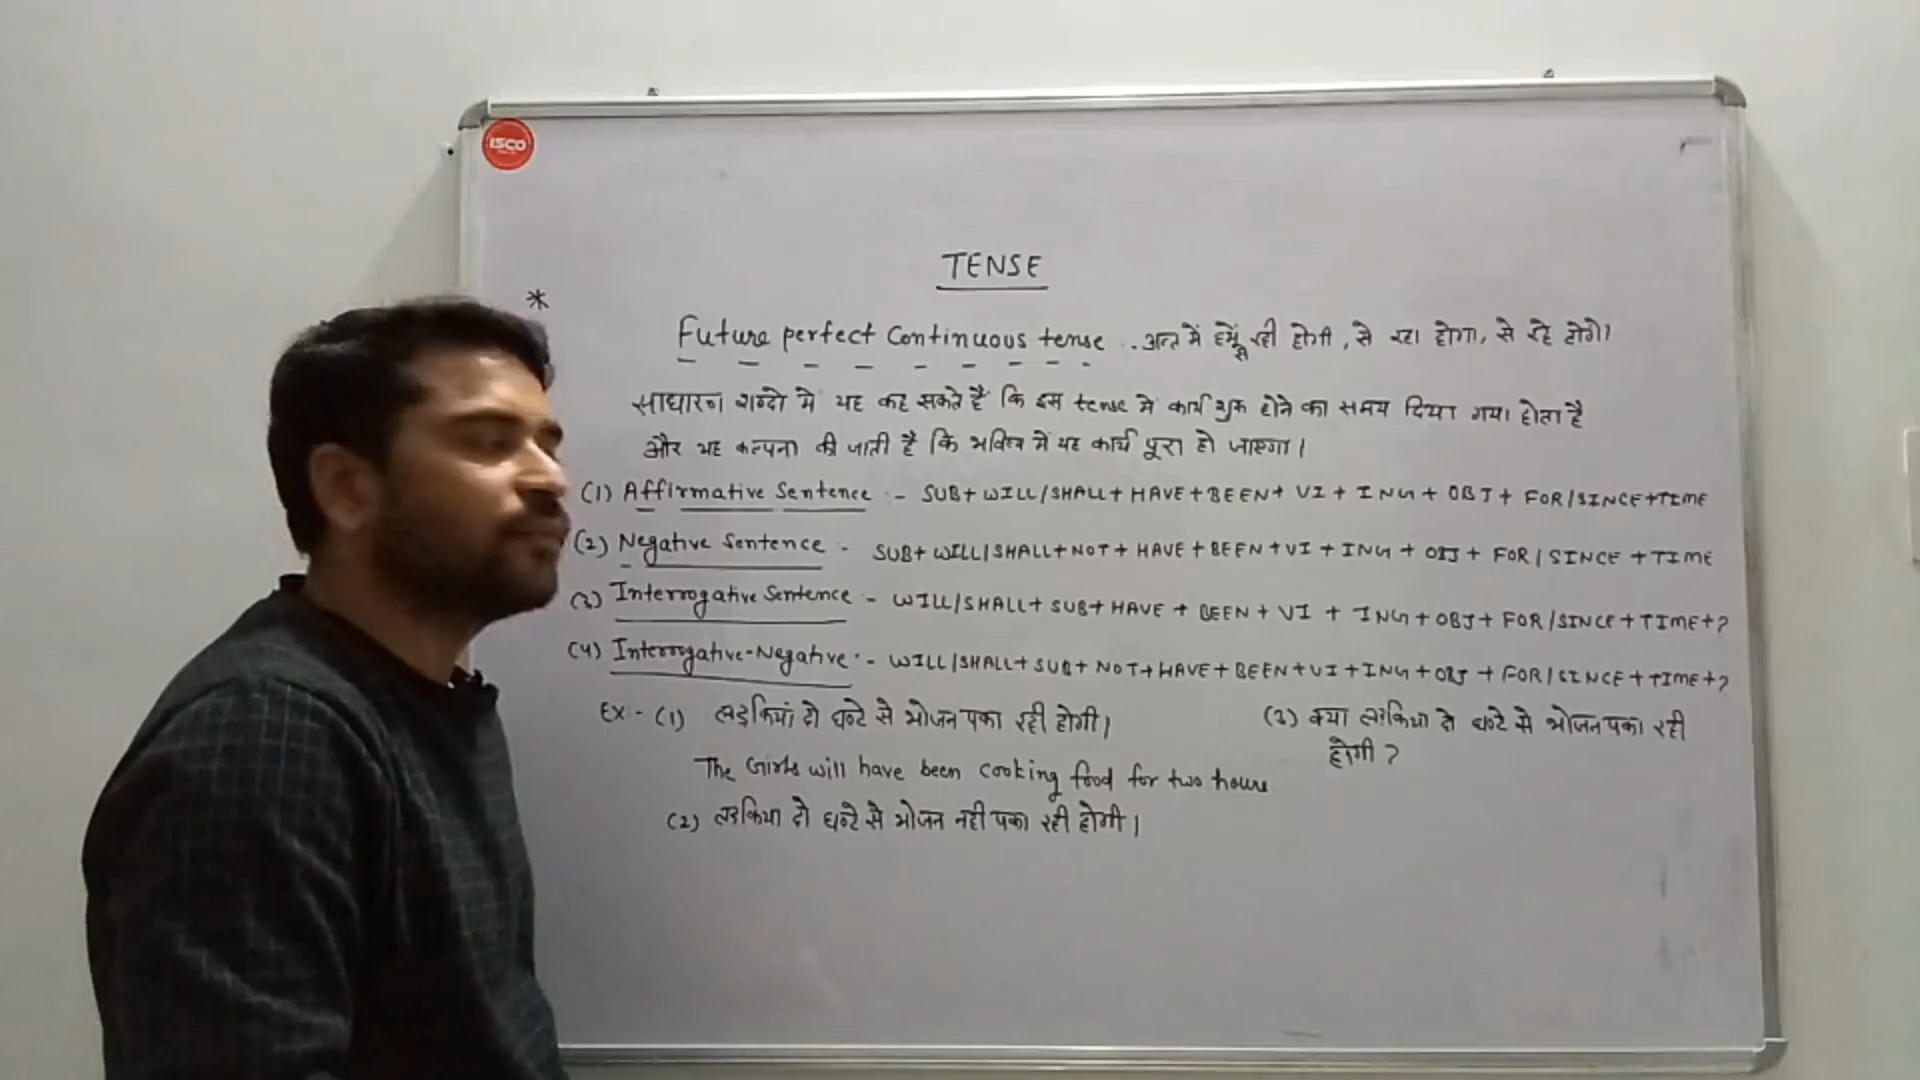 ISCO
TENSE
*
Future perfect Continuous tense . अन्त में हमें से रही होगी, से रहा होगा, से रहे होगे।
साधारण शब्दो मे यह कह सकते है कि इस tense मे कार्य शुरू होने का समय दिया गया होता है
और यह कल्पना की जाती है कि भविष्य मे यह कार्य पूरा हो जाएगा।
(1) Affirmative Sentence :- SUB+ WILL/SHALL+ HAVE+BEEN+ VI + ING + OBJ + FOR/SINCE+TIME
(2) Negative Sentence - SUB+ WILL/SHALL+NOT+ HAVE +BEEN+VI +ING + OBJ+ FOR/SINCE +TIME
(3) Interrogative Sentence - WILL/SHALL+ SUB+ HAVE + BEEN + VI + ING+OBJ+ FOR/SINCE+TIME+?
(4) Interrogative-Negative :- WILL/SHALL+ SUB+ NOT+HAVE+BEEN+VI+ING+OBJ +FOR/SINCE+TIME+?
EX:- (1) लड़कियां दो घण्टे से भोजन पका रही होगी।
The Girls will have been cooking food for two hours
(2) लडकिया दो घण्टे से भोजन नही पका रही होगी।
(3) क्या लडकिया दो घण्टे से भोजन पका रही
होगी ?